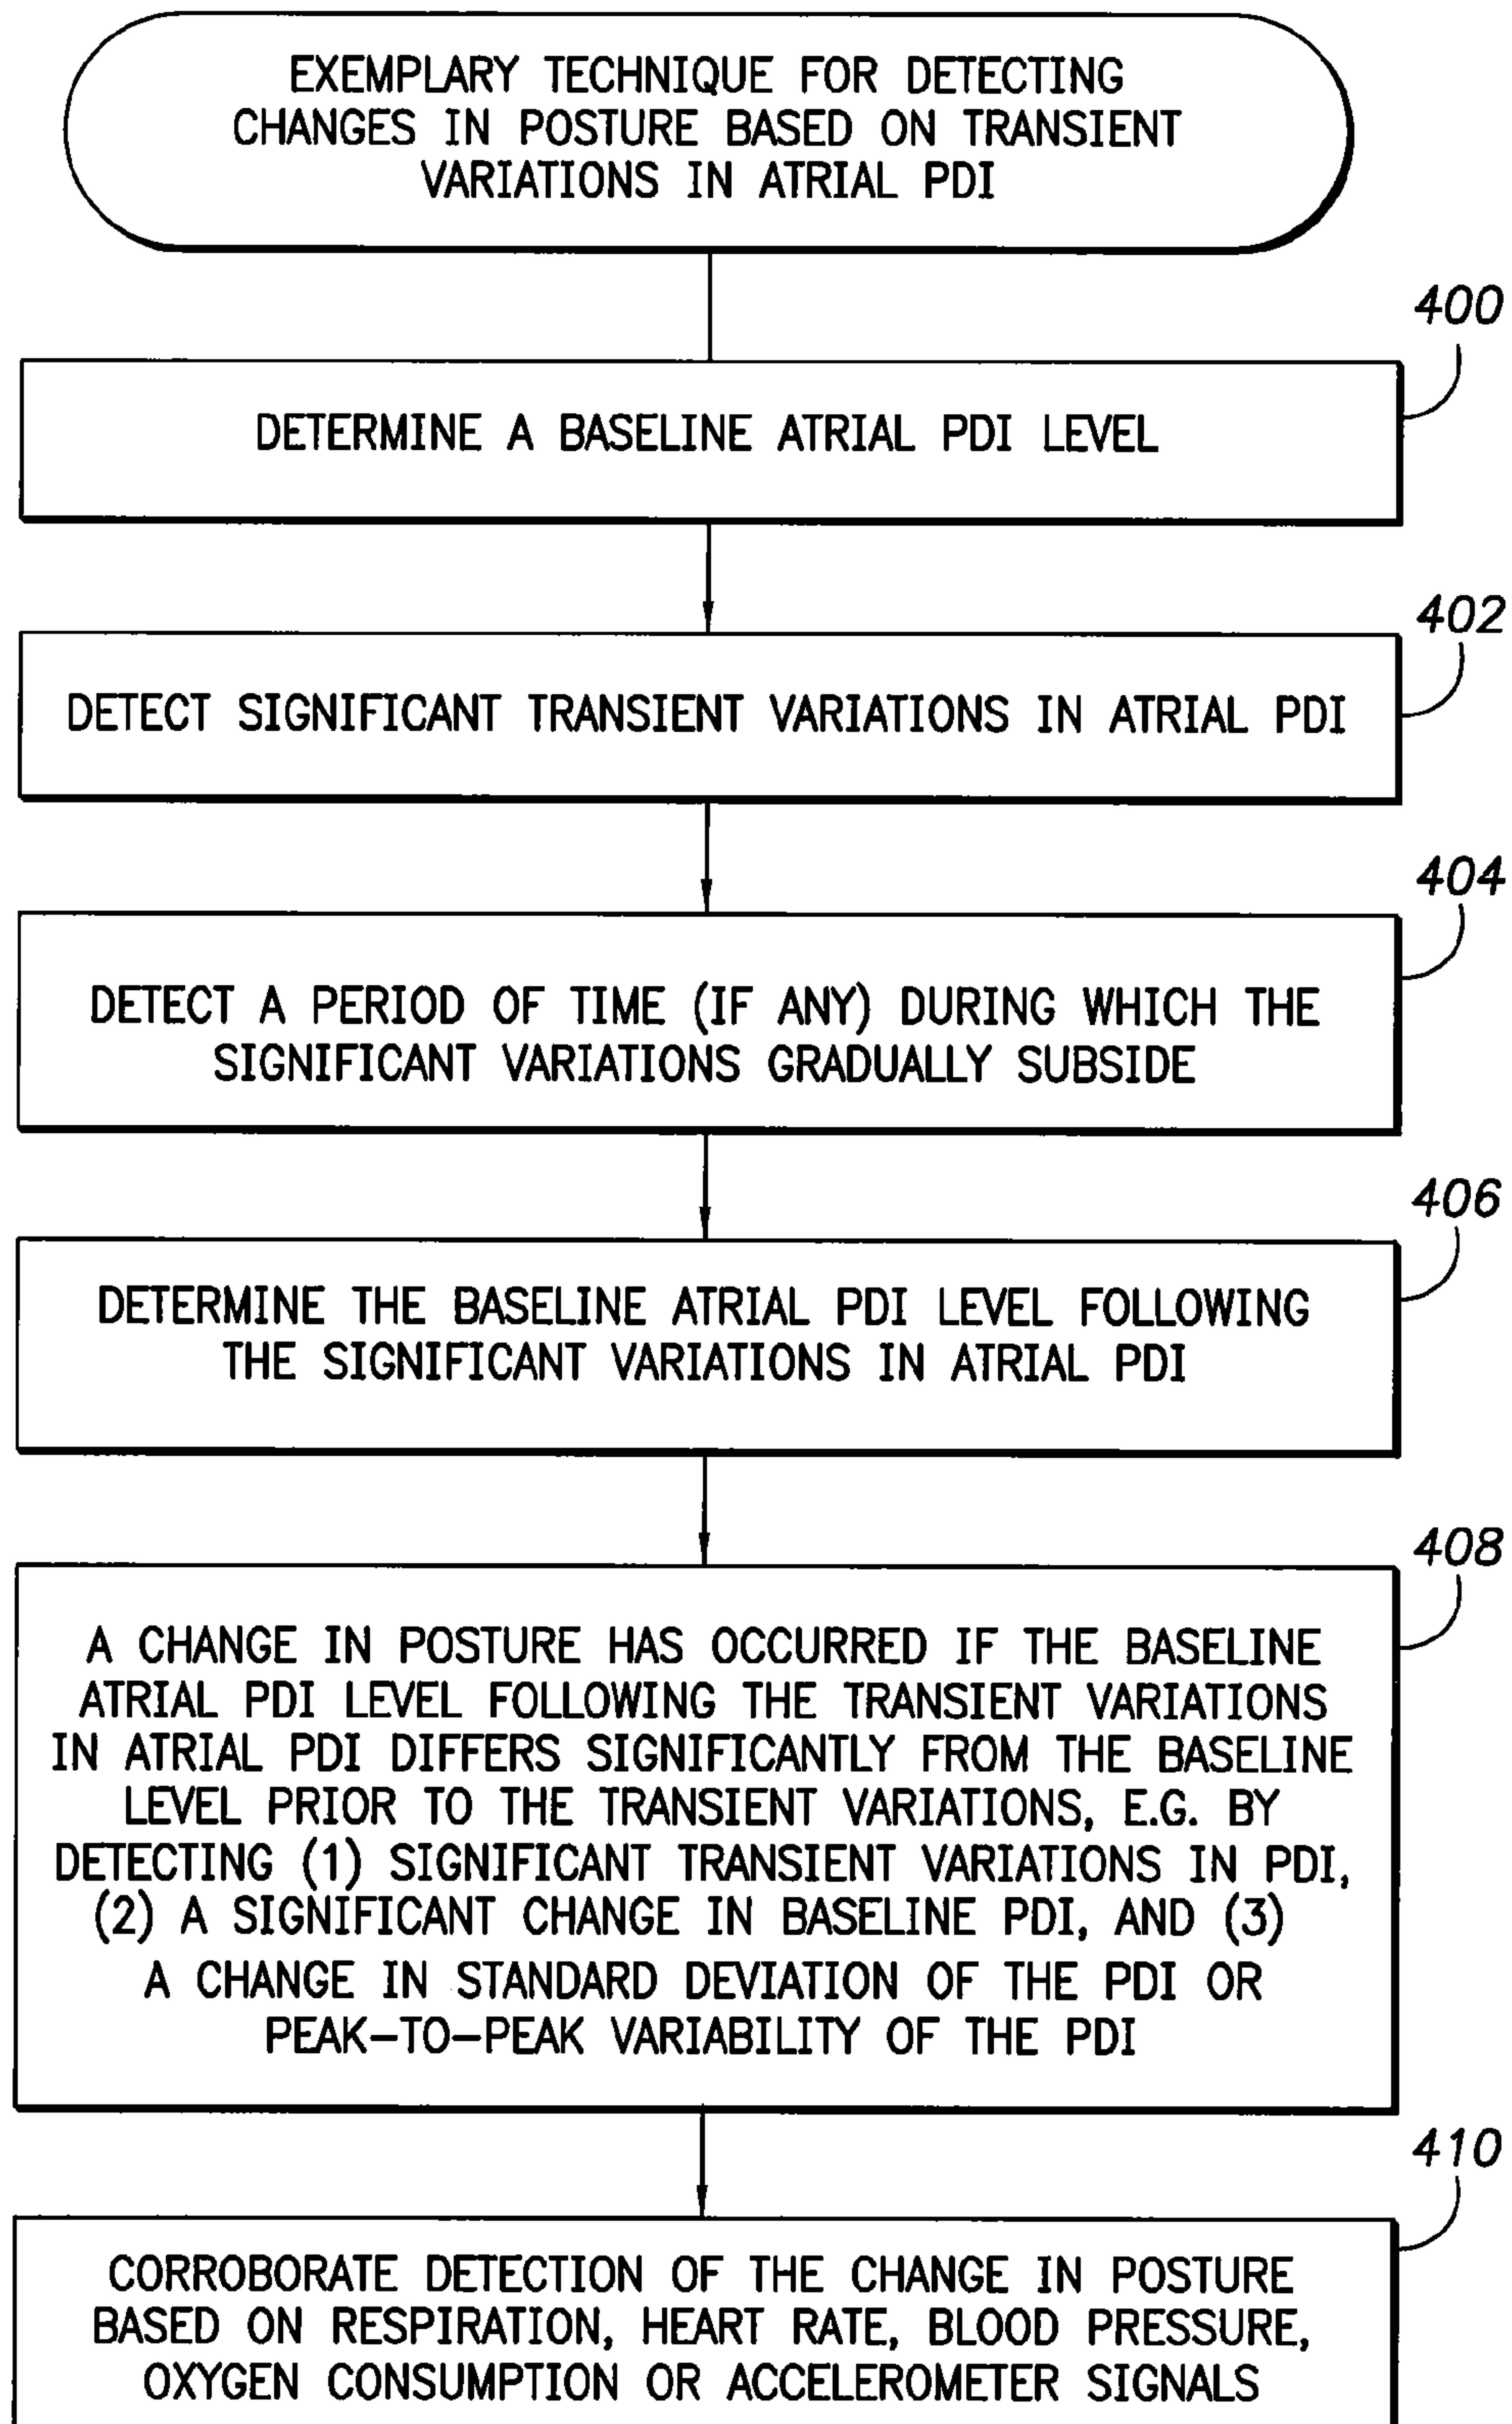 EXEMPLARY TECHNIQUE FOR DETECTING
CHANGES IN POSTURE BASED ON TRANSIENT
VARIATIONS IN ATRIAL PDI
400
DETERMINE A BASELINE ATRIAL PDI LEVEL
402
DETECT SIGNIFICANT TRANSIENT VARIATIONS IN ATRIAL PDI
404
DETECT A PERIOD OF TIME (IF ANY) DURING WHICH THE
SIGNIFICANT VARIATIONS GRADUALLY SUBSIDE
406
DETERMINE THE BASELINE ATRIAL PDI LEVEL FOLLOWING
THE SIGNIFICANT VARIATIONS IN ATRIAL PDI
408
A CHANGE IN POSTURE HAS OCCURRED IF THE BASELINE
ATRIAL PDI LEVEL FOLLOWING THE TRANSIENT VARIATIONS
IN ATRIAL PDI DIFFERS SIGNIFICANTLY FROM THE BASELINE
LEVEL PRIOR TO THE TRANSIENT VARIATIONS, E.G. BY
DETECTING (1) SIGNIFICANT TRANSIENT VARIATIONS IN PDI,
(2) A SIGNIFICANT CHANGE IN BASELINE PDI, AND (3)
A CHANGE IN STANDARD DEVIATION OF THE PDI OR
PEAK-TO-PEAK VARIABILITY OF THE PDI
410
CORROBORATE DETECTION OF THE CHANGE IN POSTURE
BASED ON RESPIRATION, HEART RATE, BLOOD PRESSURE,
OXYGEN CONSUMPTION OR ACCELEROMETER SIGNALS